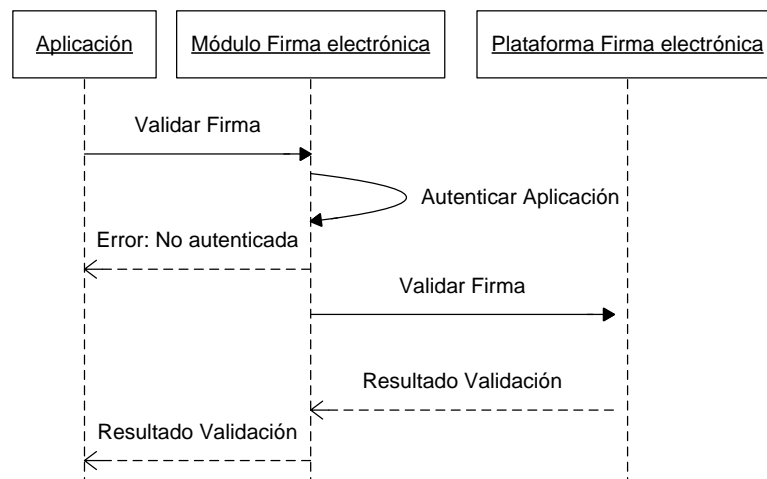 Aplicación
Módulo Firma electrónica
Plataforma Firma electrónica
Validar Firma
Autenticar Aplicación
Error: No autenticada
Validar Firma
Resultado Validación
Resultado Validación